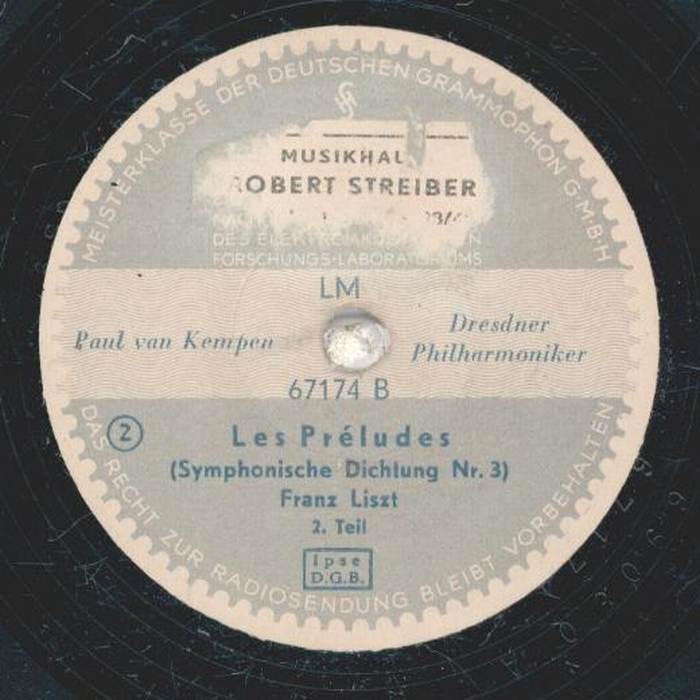 MEISTERKLASSE DER DEUTSCHEN GRAMMOPHON G.M.B.H
MUSIKHAU
ROBERT STREIBER
FORSCHUNGS-LABORATORIUMS
LM
Paul van Kempen
Dresdner
Philharmoniker
67174 B
2
Les Préludes
(Symphonische Dichtung Nr. 3)
Franz Liszt
2. Teil
Ipse
D.G.B.
DAS RECHT ZUR RADIOSENDUNG BLEIBT VORBEHALTEN